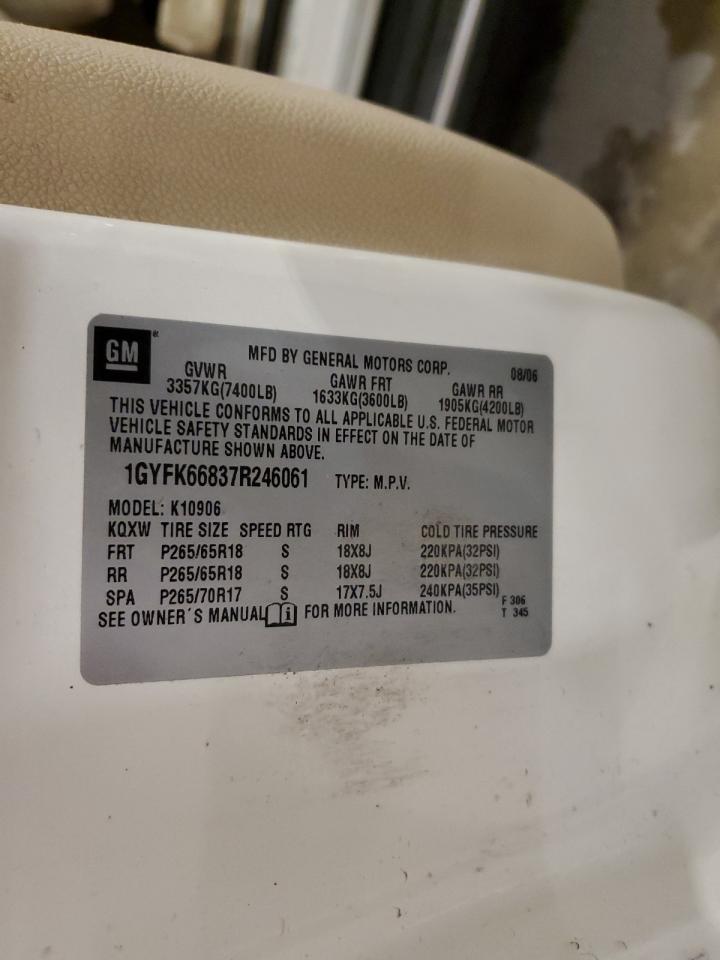 GM
MFD BY GENERAL MOTORS CORP. 08/06
GVWR GAWR FRT GAWR RR
3357KG(7400LB) 1633KG(3600LB) 1905KG(4200LB)
THIS VEHICLE CONFORMS TO ALL APPLICABLE U.S. FEDERAL MOTOR
VEHICLE SAFETY STANDARDS IN EFFECT ON THE DATE OF
MANUFACTURE SHOWN ABOVE.
1GYFK66837R246061 TYPE: M.P.V.
MODEL: K10906
KQXW TIRE SIZE SPEED RTG RIM COLD TIRE PRESSURE
FRT P265/65R18 S 18X8J 220KPA(32PSI)
RR P265/65R18 S 18X8J 220KPA(32PSI)
SPA P265/70R17 S 17X7.5J 240KPA(35PSI)
SEE OWNER'S MANUAL FOR MORE INFORMATION.
F 306
T 345